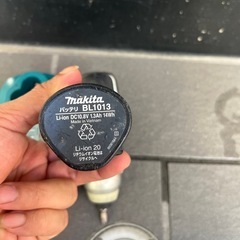 makita
バッテリ BL1013
Li-ion DC10.8V 1.3Ah 14Wh
Made in Vietnam
Li-ion 20
リチウムイオン電池は
リサイクルへ